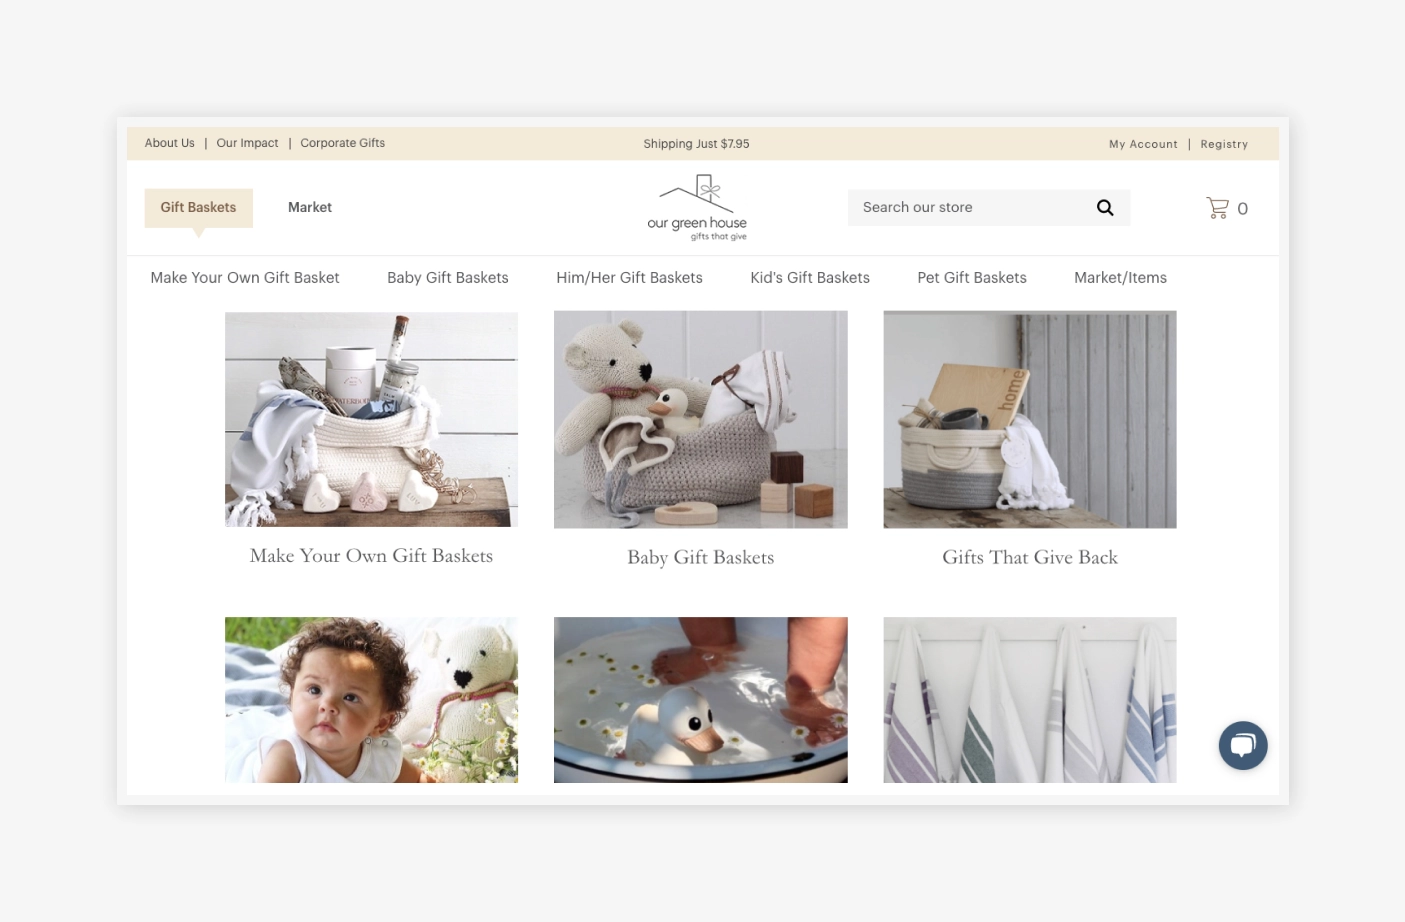 About Us | Our Impact | Corporate Gifts
Shipping Just $7.95
My Account | Registry
Gift Baskets
Market
our green house
gifts that give
Search our store
0
Make Your Own Gift Basket
Baby Gift Baskets
Him/Her Gift Baskets
Kid's Gift Baskets
Pet Gift Baskets
Market/Items
home
Make Your Own Gift Baskets
Baby Gift Baskets
Gifts That Give Back